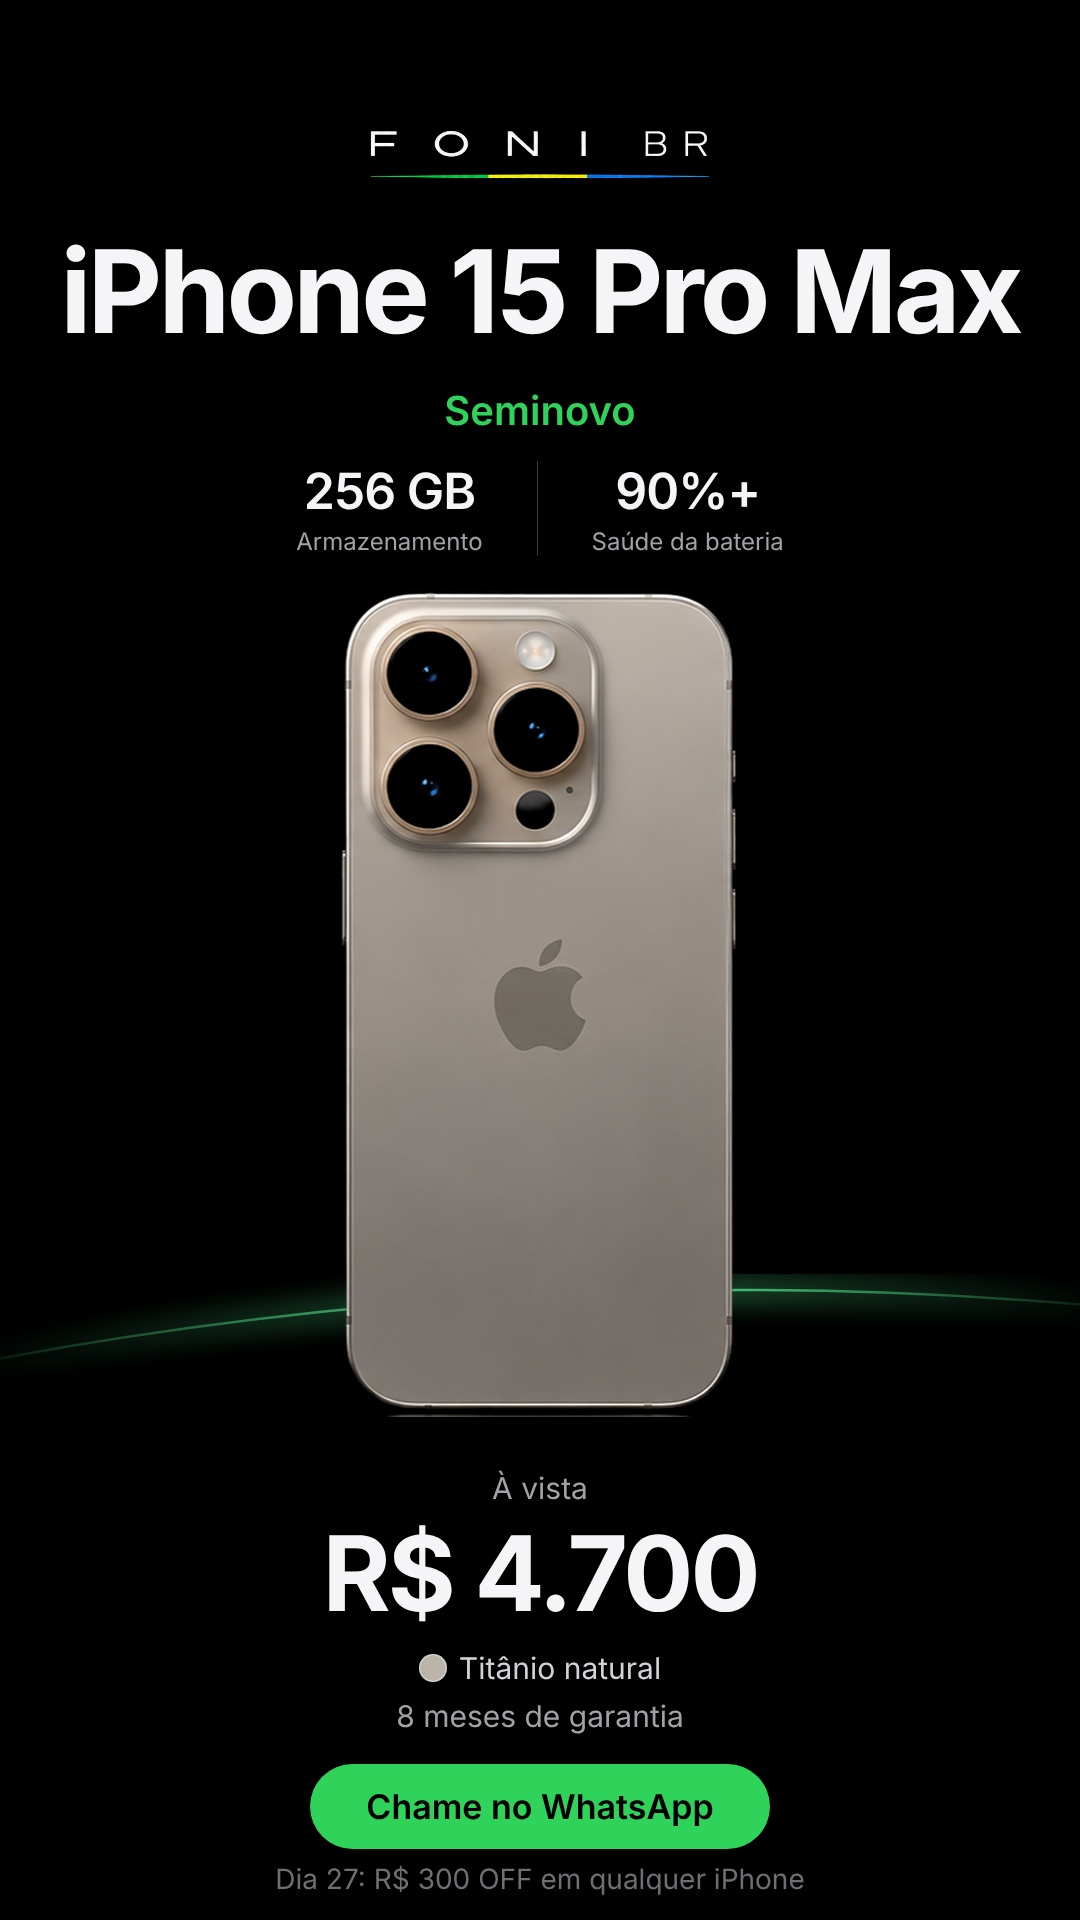 FONI BR
iPhone 15 Pro Max
Seminovo
256 GB
Armazenamento
90%+
Saúde da bateria
À vista
R$ 4.700
Titânio natural
8 meses de garantia
Chame no WhatsApp
Dia 27: R$ 300 OFF em qualquer iPhone